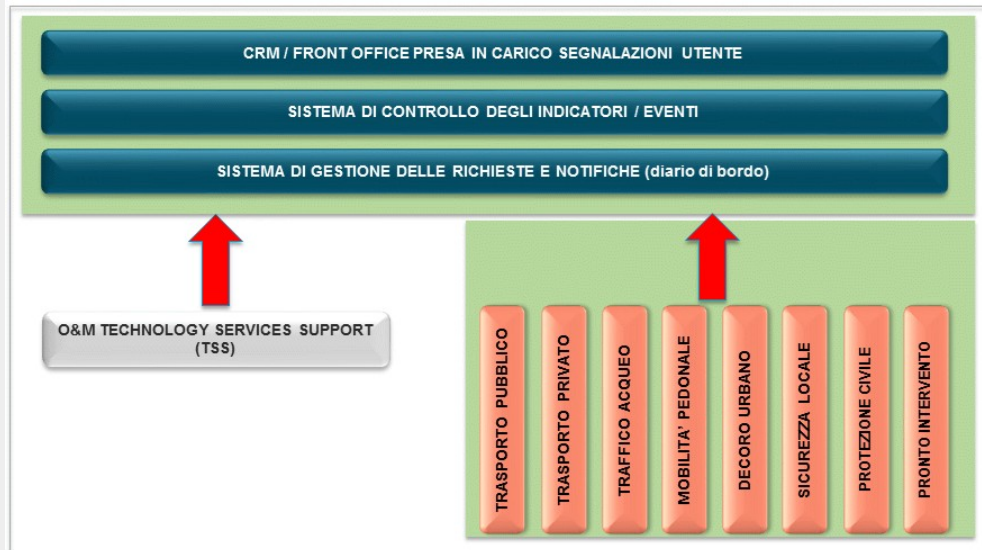 CRM / FRONT OFFICE PRESA IN CARICO SEGNALAZIONI UTENTE
SISTEMA DI CONTROLLO DEGLI INDICATORI / EVENTI
SISTEMA DI GESTIONE DELLE RICHIESTE E NOTIFICHE (diario di bordo)
O&M TECHNOLOGY SERVICES SUPPORT
(TSS)
TRASPORTO PUBBLICO
TRASPORTO PRIVATO
TRAFFICO ACQUEO
MOBILITA' PEDONALE
DECORO URBANO
SICUREZZA LOCALE
PROTEZIONE CIVILE
PRONTO INTERVENTO